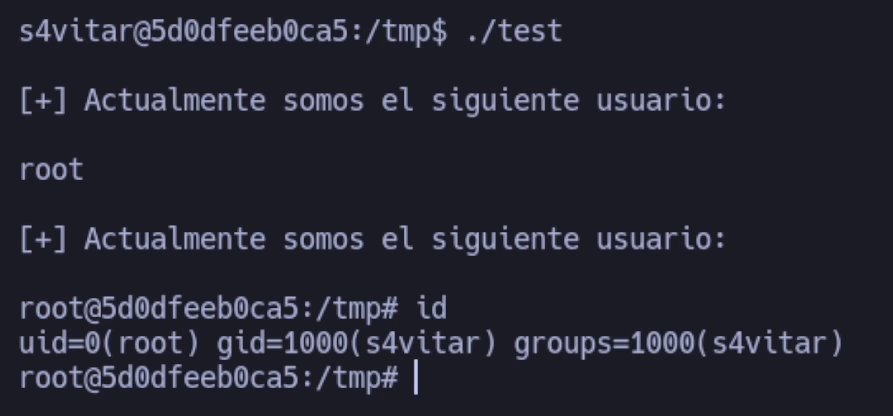 s4vitar@5d0dfeeb0ca5:/tmp$ ./test
[+] Actualmente somos el siguiente usuario:
root
[+] Actualmente somos el siguiente usuario:
root@5d0dfeeb0ca5:/tmp# id
uid=0(root) gid=1000(s4vitar) groups=1000(s4vitar)
root@5d0dfeeb0ca5:/tmp#